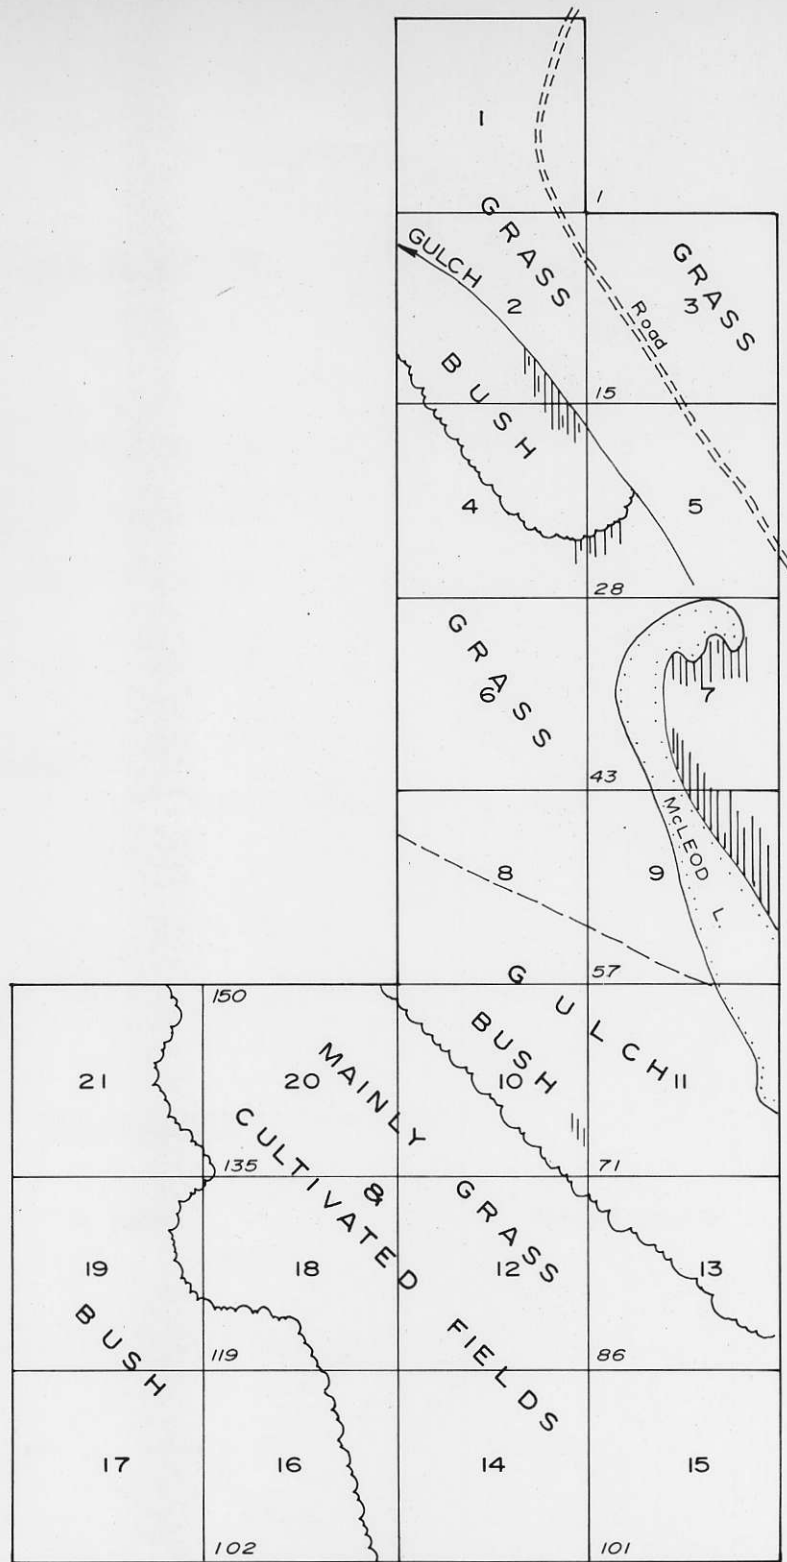 1
1
GRASS
GULCH
2
Road
GRASS
3
BUSH
15
4
5
28
GRASS
6
7
43
McLEOD L.
8
9
57
GULCH
150
BUSH
MAINLY GRASS
21
20
10
11
CULTIVATED FIELDS
135
&
71
19
18
12
13
BUSH
119
86
17
16
14
15
102
101